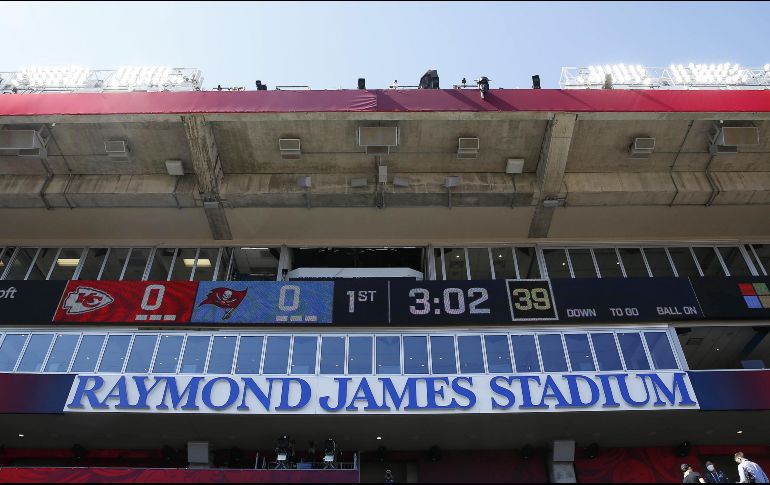 oft 0 0 1ST 3:02 39 DOWN TO GO BALL ON
RAYMOND JAMES STADIUM